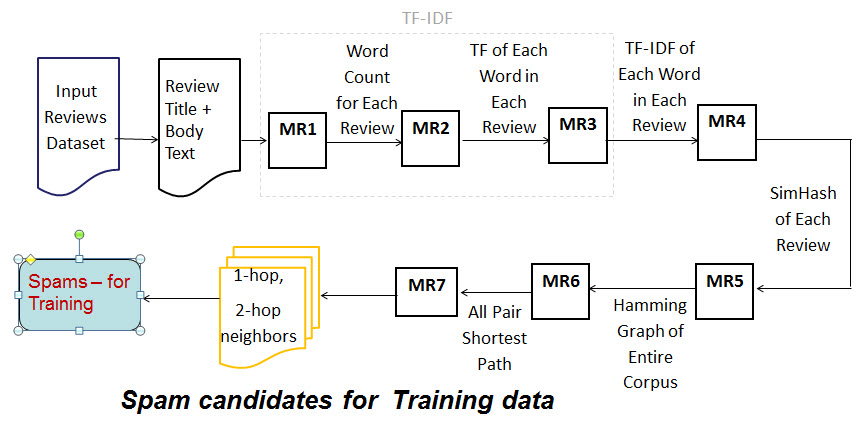 TF-IDF
Input
Reviews
Dataset
Review
Title +
Body
Text
MR1
Word
Count
for Each
Review
MR2
TF of Each
Word in
Each
Review
MR3
TF-IDF of
Each Word
in Each
Review
MR4
SimHash
of Each
Review
MR5
Hamming
Graph of
Entire
Corpus
MR6
All Pair
Shortest
Path
MR7
1-hop,
2-hop
neighbors
Spams – for
Training
Spam candidates for Training data